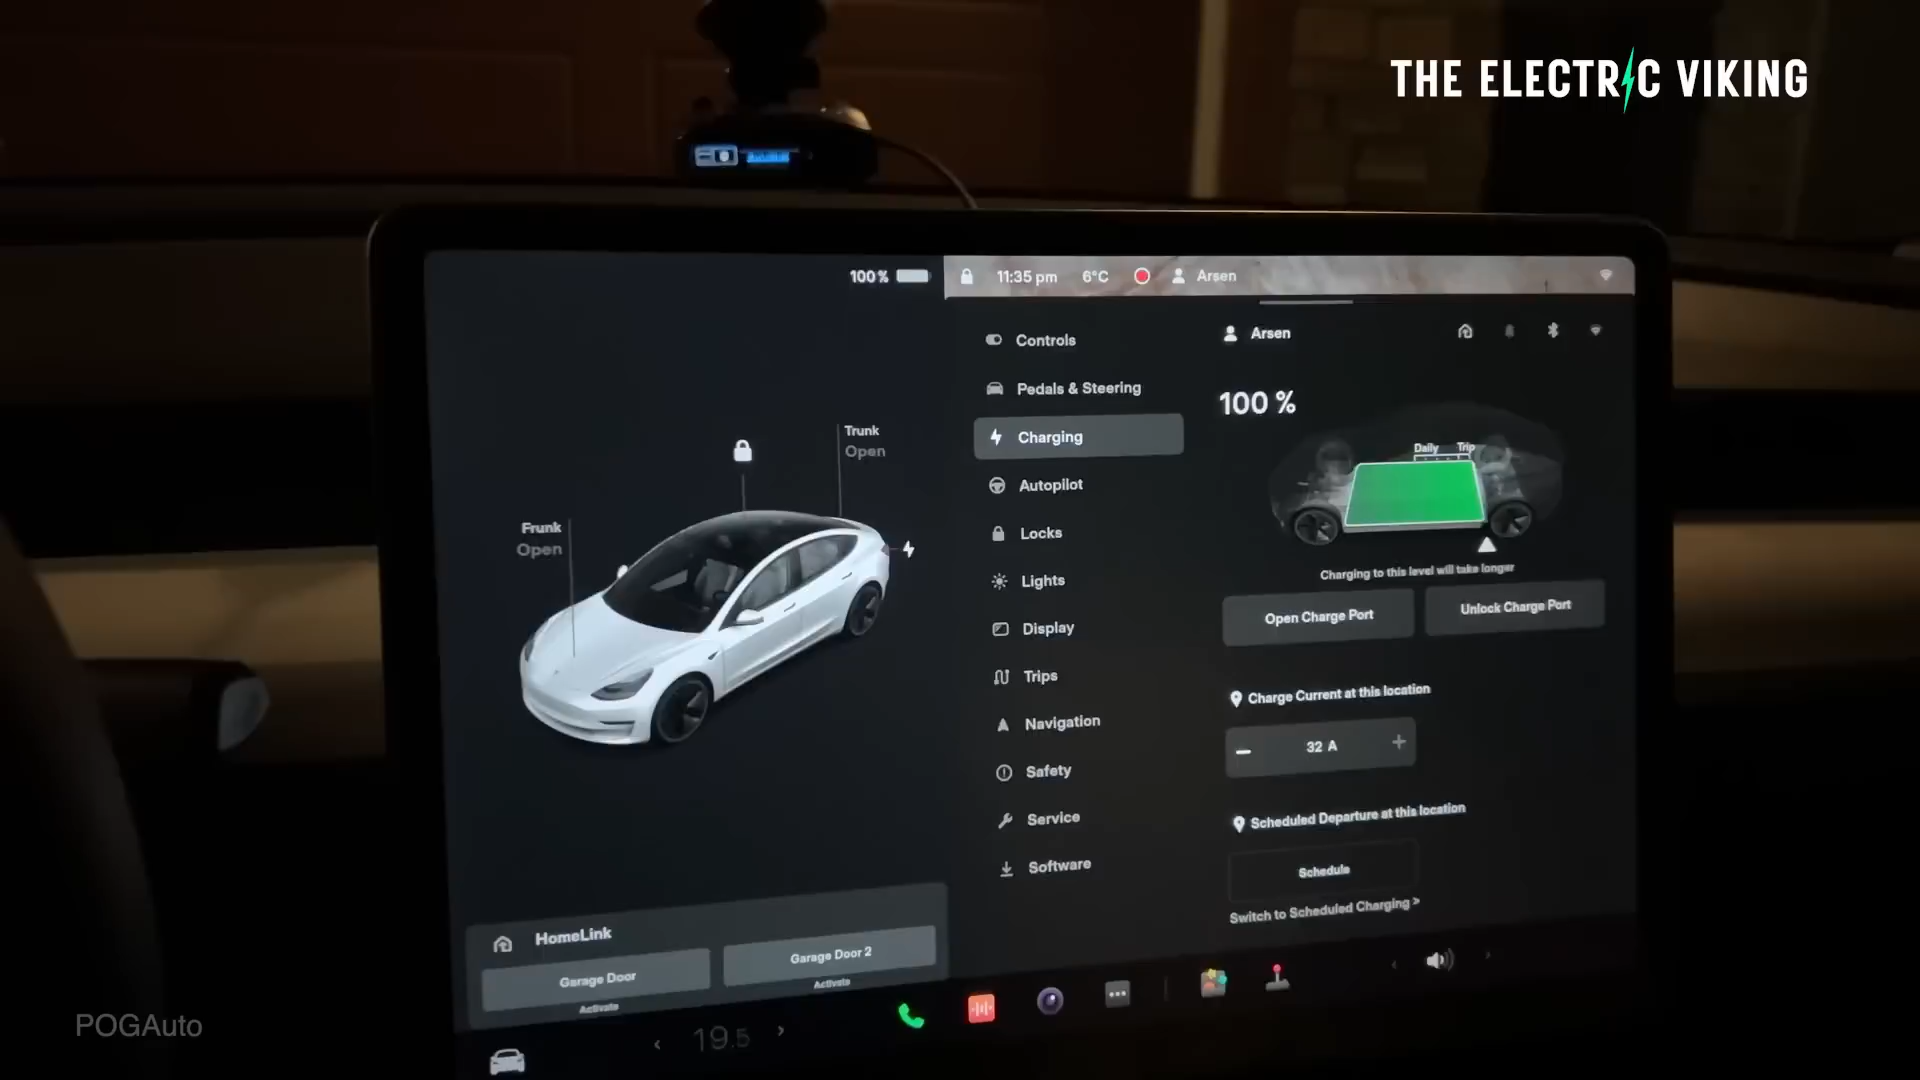 THE ELECTRIC VIKING
100 %
11:35 pm
6°C
Arsen
Controls
Pedals & Steering
Charging
Autopilot
Locks
Lights
Display
Trips
Navigation
Safety
Service
Software
Arsen
100 %
Daily
Trip
Charging to this level will take longer
Open Charge Port
Unlock Charge Port
Charge Current at this location
32 A
Scheduled Departure at this location
Schedule
Switch to Scheduled Charging >
Trunk
Open
Frunk
Open
HomeLink
Garage Door
Activate
Garage Door 2
Activate
19.5
POGAuto